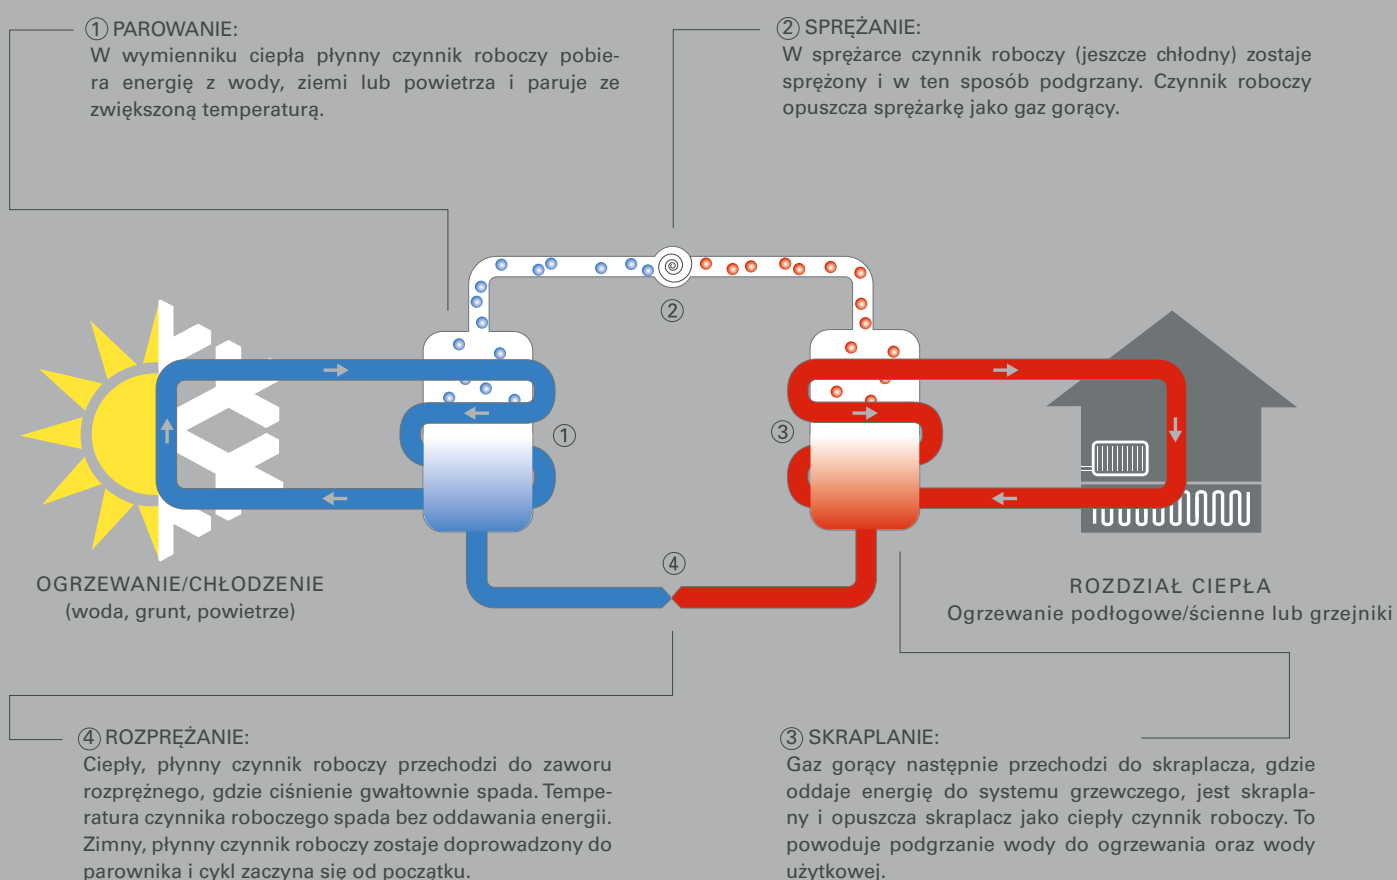 ① PAROWANIE:
W wymienniku ciepła płynny czynnik roboczy pobie-
ra energię z wody, ziemi lub powietrza i paruje ze
zwiększoną temperaturą.
② SPRĘŻANIE:
W sprężarce czynnik roboczy (jeszcze chłodny) zostaje
sprężony i w ten sposób podgrzany. Czynnik roboczy
opuszcza sprężarkę jako gaz gorący.
②
①
③
④
OGRZEWANIE/CHŁODZENIE
(woda, grunt, powietrze)
ROZDZIAŁ CIEPŁA
Ogrzewanie podłogowe/ścienne lub grzejniki
④ ROZPRĘŻANIE:
Ciepły, płynny czynnik roboczy przechodzi do zaworu
rozprężnego, gdzie ciśnienie gwałtownie spada. Tempe-
ratura czynnika roboczego spada bez oddawania energii.
Zimny, płynny czynnik roboczy zostaje doprowadzony do
parownika i cykl zaczyna się od początku.
③ SKRAPLANIE:
Gaz gorący następnie przechodzi do skraplacza, gdzie
oddaje energię do systemu grzewczego, jest skrapla-
ny i opuszcza skraplacz jako ciepły czynnik roboczy. To
powoduje podgrzanie wody do ogrzewania oraz wody
użytkowej.